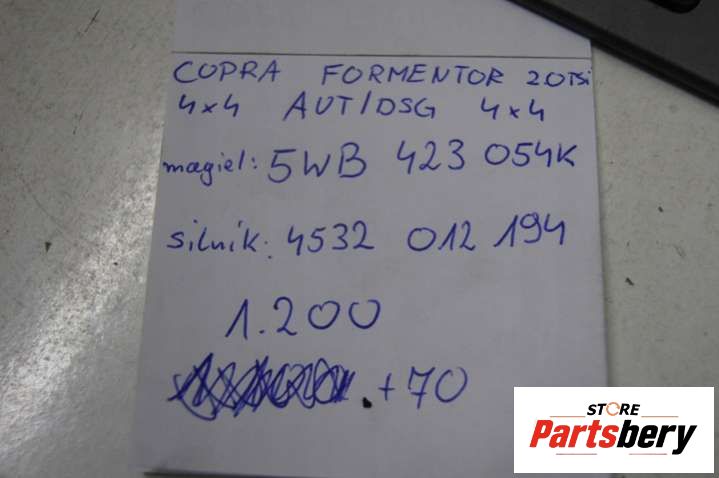 COPRA FORMENTOR 2.0TSi
4x4 AUT/DSG 4x4
magiel: 5WB 423 054K
silnik: 4532 012 194
1.200
+70
STORE
Partsbery